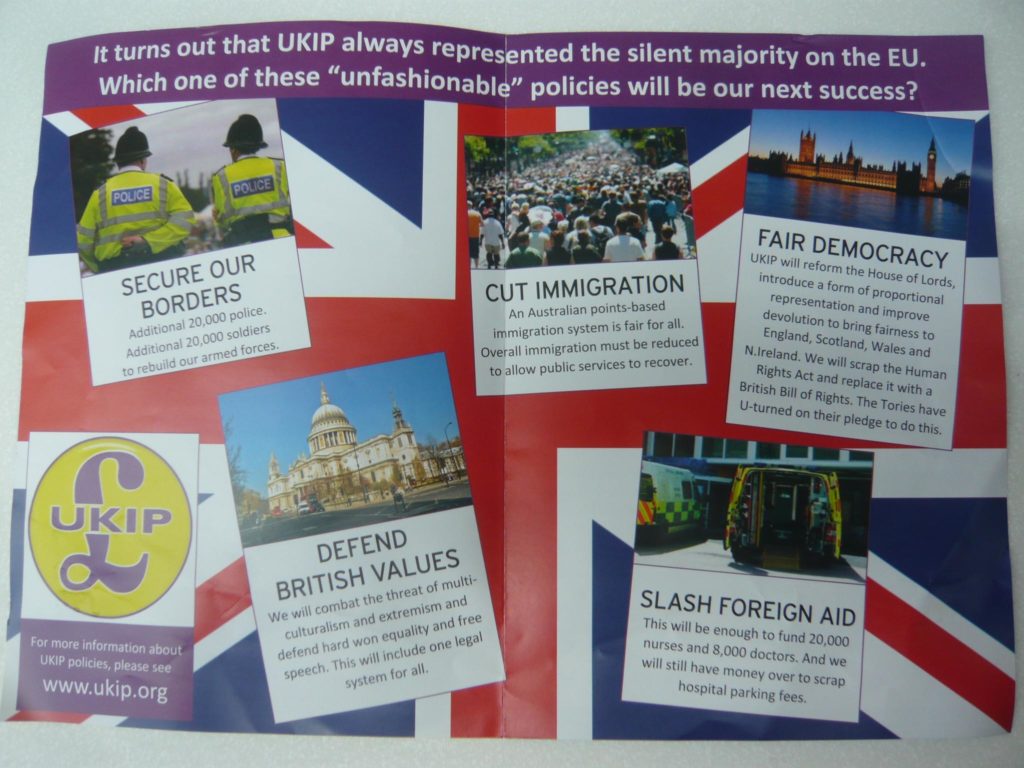 It turns out that UKIP always represented the silent majority on the EU.
Which one of these “unfashionable” policies will be our next success?
POLICE
POLICE
SECURE OUR
BORDERS
Additional 20,000 police.
Additional 20,000 soldiers
to rebuild our armed forces.
CUT IMMIGRATION
An Australian points-based
immigration system is fair for all.
Overall immigration must be reduced
to allow public services to recover.
FAIR DEMOCRACY
UKIP will reform the House of Lords,
introduce a form of proportional
representation and improve
devolution to bring fairness to
England, Scotland, Wales and
N.Ireland. We will scrap the Human
Rights Act and replace it with a
British Bill of Rights. The Tories have
U-turned on their pledge to do this.
UKIP
For more information about
UKIP policies, please see
www.ukip.org
DEFEND
BRITISH VALUES
We will combat the threat of multi-
culturalism and extremism and
defend hard won equality and free
speech. This will include one legal
system for all.
SLASH FOREIGN AID
This will be enough to fund 20,000
nurses and 8,000 doctors. And we
will still have money over to scrap
hospital parking fees.